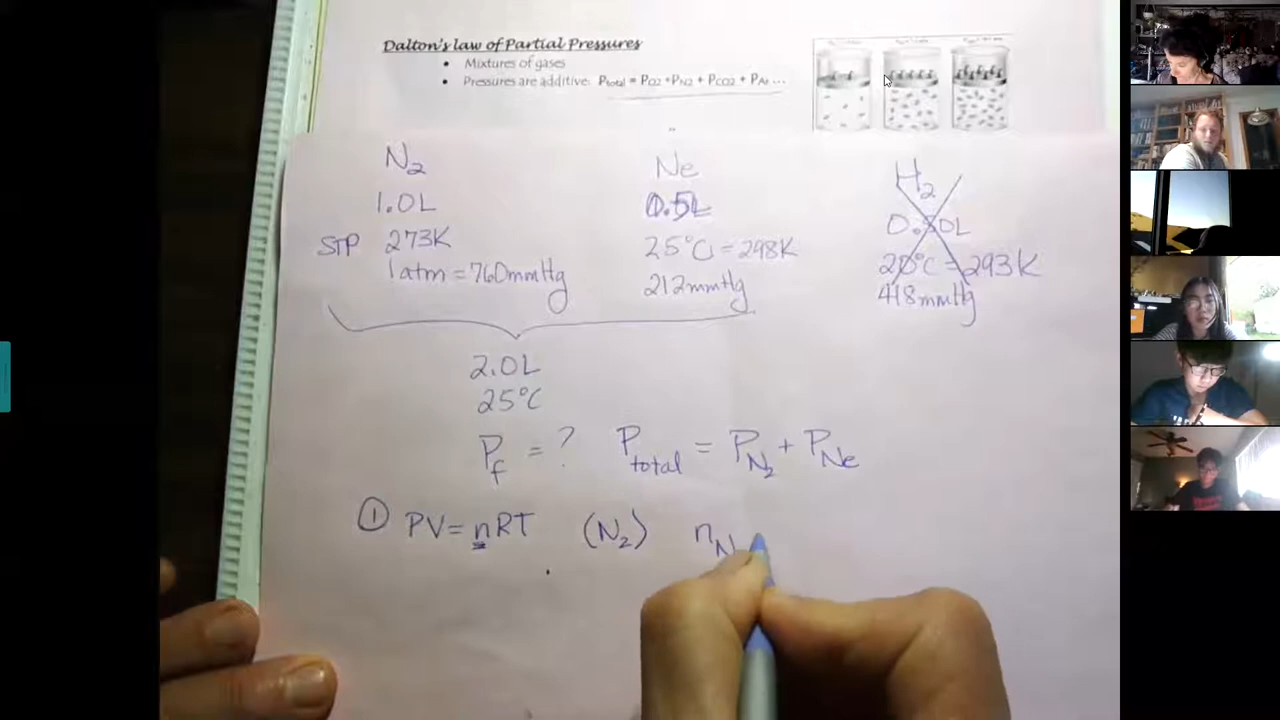 Dalton's law of Partial Pressures
• Mixtures of gases
• Pressures are additive: Ptotal = PO2 +PN2 + PCO2 + PAr ...
N2
1.0L
STP 273K
1atm = 760mmHg
Ne
0.5L
25°C = 298K
212mmHg
H2
0.50L
20°C = 293K
418mmHg
2.0L
25°C
Pf = ? Ptotal = PN2 + PNe
① PV = nRT (N2) nN